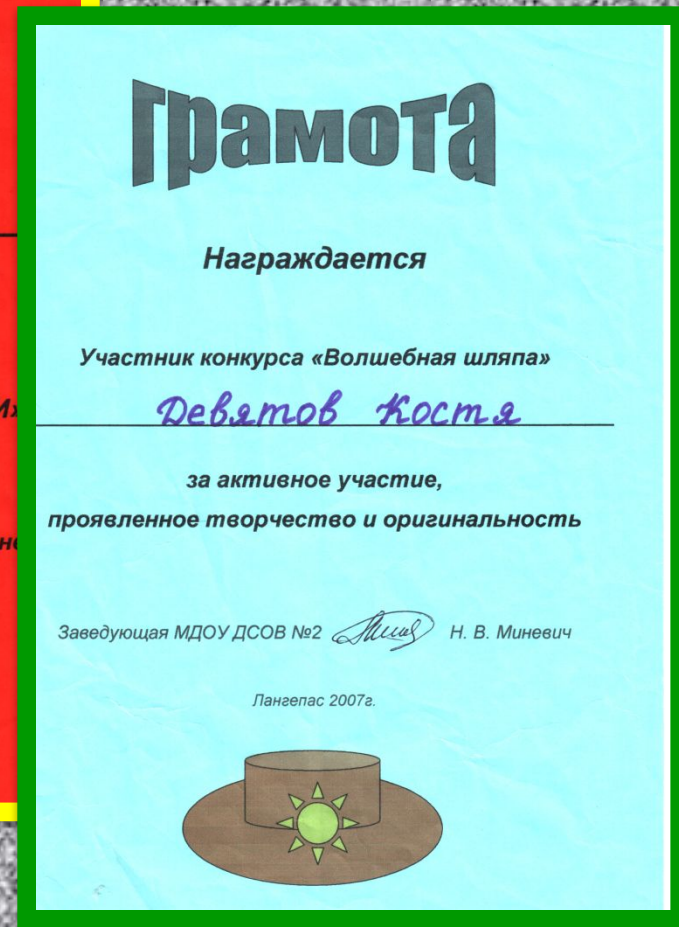 грамота
Награждается
Участник конкурса «Волшебная шляпа»
Девятов Костя
за активное участие,
проявленное творчество и оригинальность
Заведующая МДОУ ДСОВ №2 Н. В. Миневич
Лангепас 2007г.